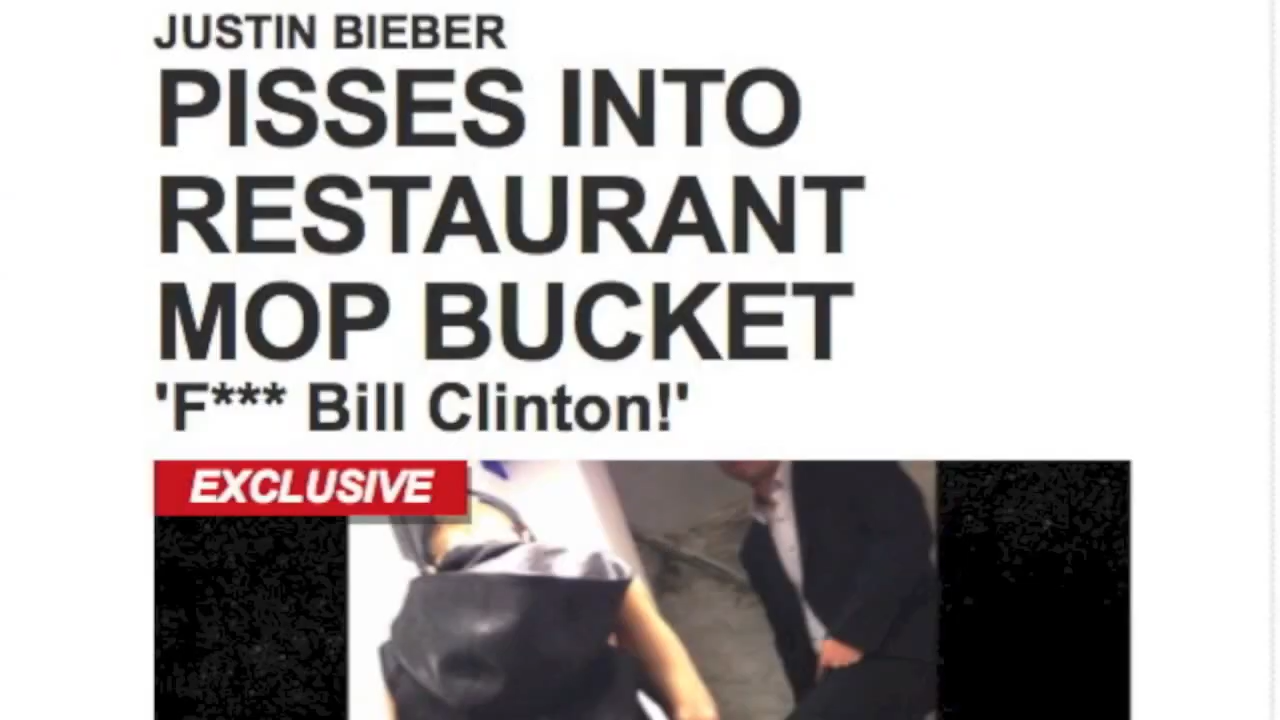 JUSTIN BIEBER
PISSES INTO
RESTAURANT
MOP BUCKET
'F*** Bill Clinton!'
EXCLUSIVE